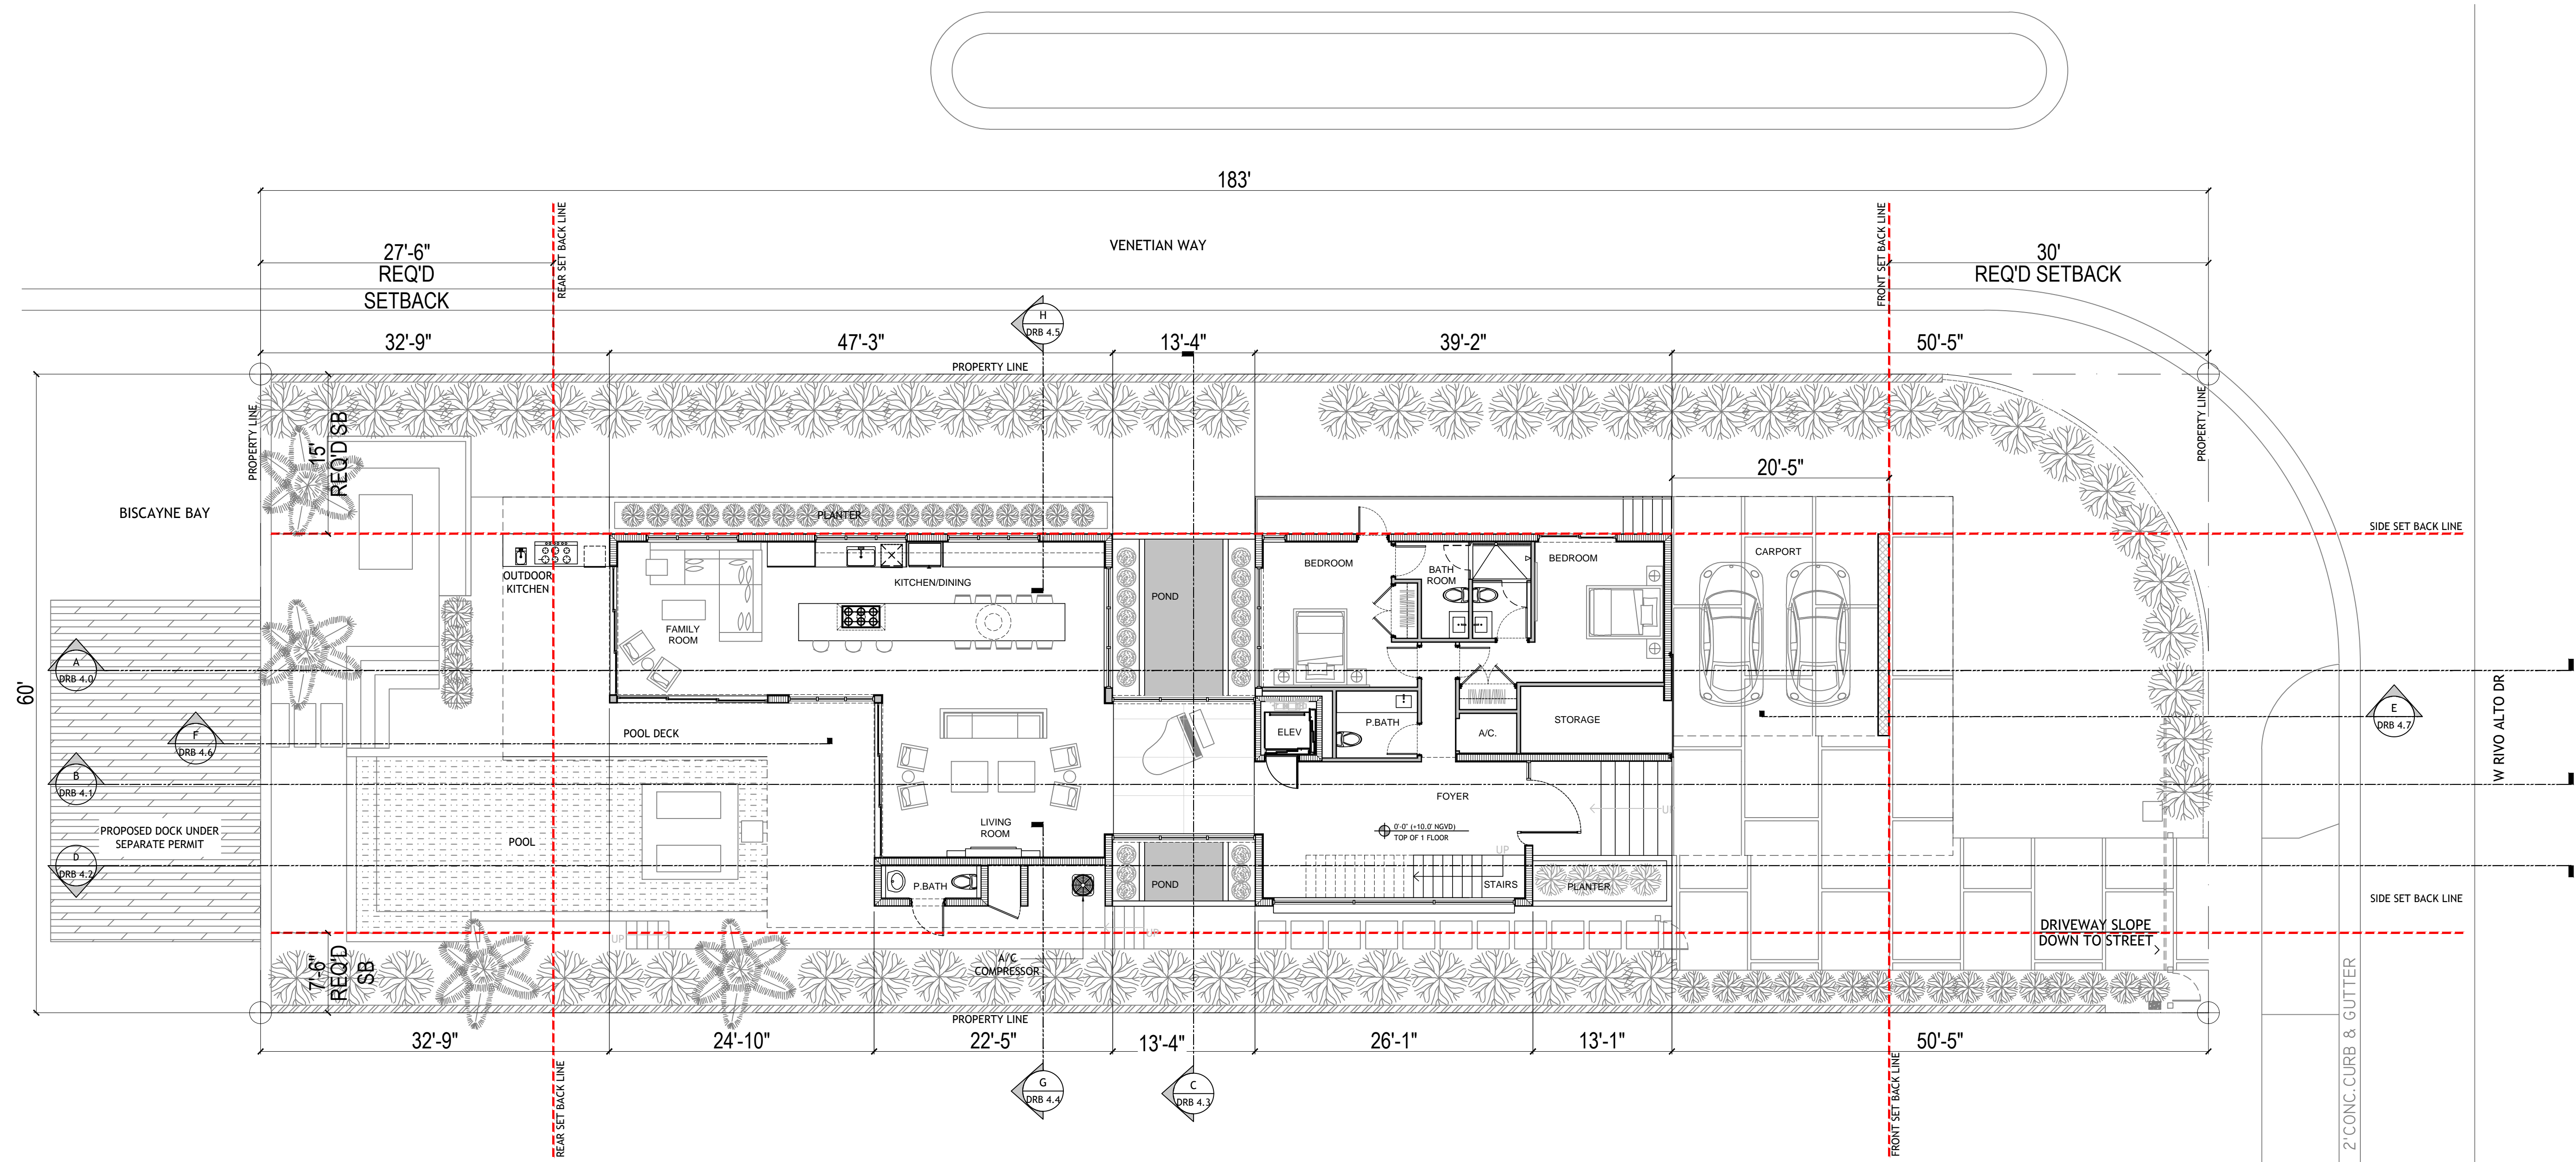 183'
27'-6"
REQ'D
SETBACK
REAR SET BACK LINE
VENETIAN WAY
FRONT SET BACK LINE
30'
REQ'D SETBACK
H
DRB 4.5
32'-9"
47'-3"
13'-4"
39'-2"
50'-5"
PROPERTY LINE
PROPERTY LINE
PROPERTY LINE
15'
REQ'D SB
20'-5"
BISCAYNE BAY
PLANTER
SIDE SET BACK LINE
OUTDOOR
KITCHEN
KITCHEN/DINING
FAMILY
ROOM
POND
BEDROOM
BATH
ROOM
BEDROOM
CARPORT
60'
A
DRB 4.0
F
DRB 4.6
B
DRB 4.1
D
DRB 4.2
PROPOSED DOCK UNDER
SEPARATE PERMIT
POOL DECK
POOL
LIVING
ROOM
P.BATH
POND
ELEV
P.BATH
A/C.
STORAGE
FOYER
0'-0" (+10.0' NGVD)
TOP OF 1 FLOOR
UP
UP
STAIRS
PLANTER
E
DRB 4.7
W RIVO ALTO DR
SIDE SET BACK LINE
DRIVEWAY SLOPE
DOWN TO STREET
UP
UP
A/C
COMPRESSOR
7'-6"
REQ'D
SB
PROPERTY LINE
32'-9"
24'-10"
22'-5"
13'-4"
26'-1"
13'-1"
50'-5"
G
DRB 4.4
C
DRB 4.3
REAR SET BACK LINE
FRONT SET BACK LINE
2'CONC.CURB & GUTTER